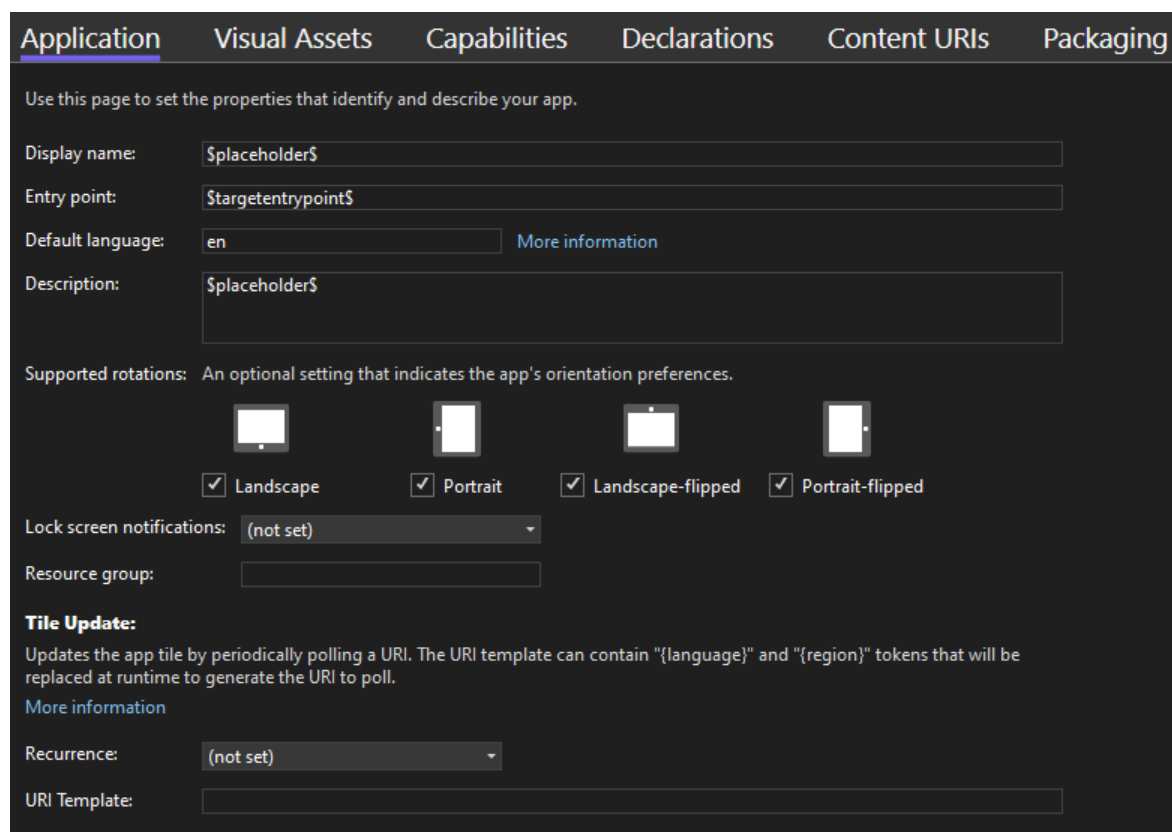 Application Visual Assets Capabilities Declarations Content URIs Packaging
Use this page to set the properties that identify and describe your app.
Display name: $placeholder$
Entry point: $targetentrypoint$
Default language: en More information
Description: $placeholder$
Supported rotations: An optional setting that indicates the app's orientation preferences.
Landscape Portrait Landscape-flipped Portrait-flipped
Lock screen notifications: (not set)
Resource group:
Tile Update:
Updates the app tile by periodically polling a URI. The URI template can contain "{language}" and "{region}" tokens that will be
replaced at runtime to generate the URI to poll.
More information
Recurrence: (not set)
URI Template: